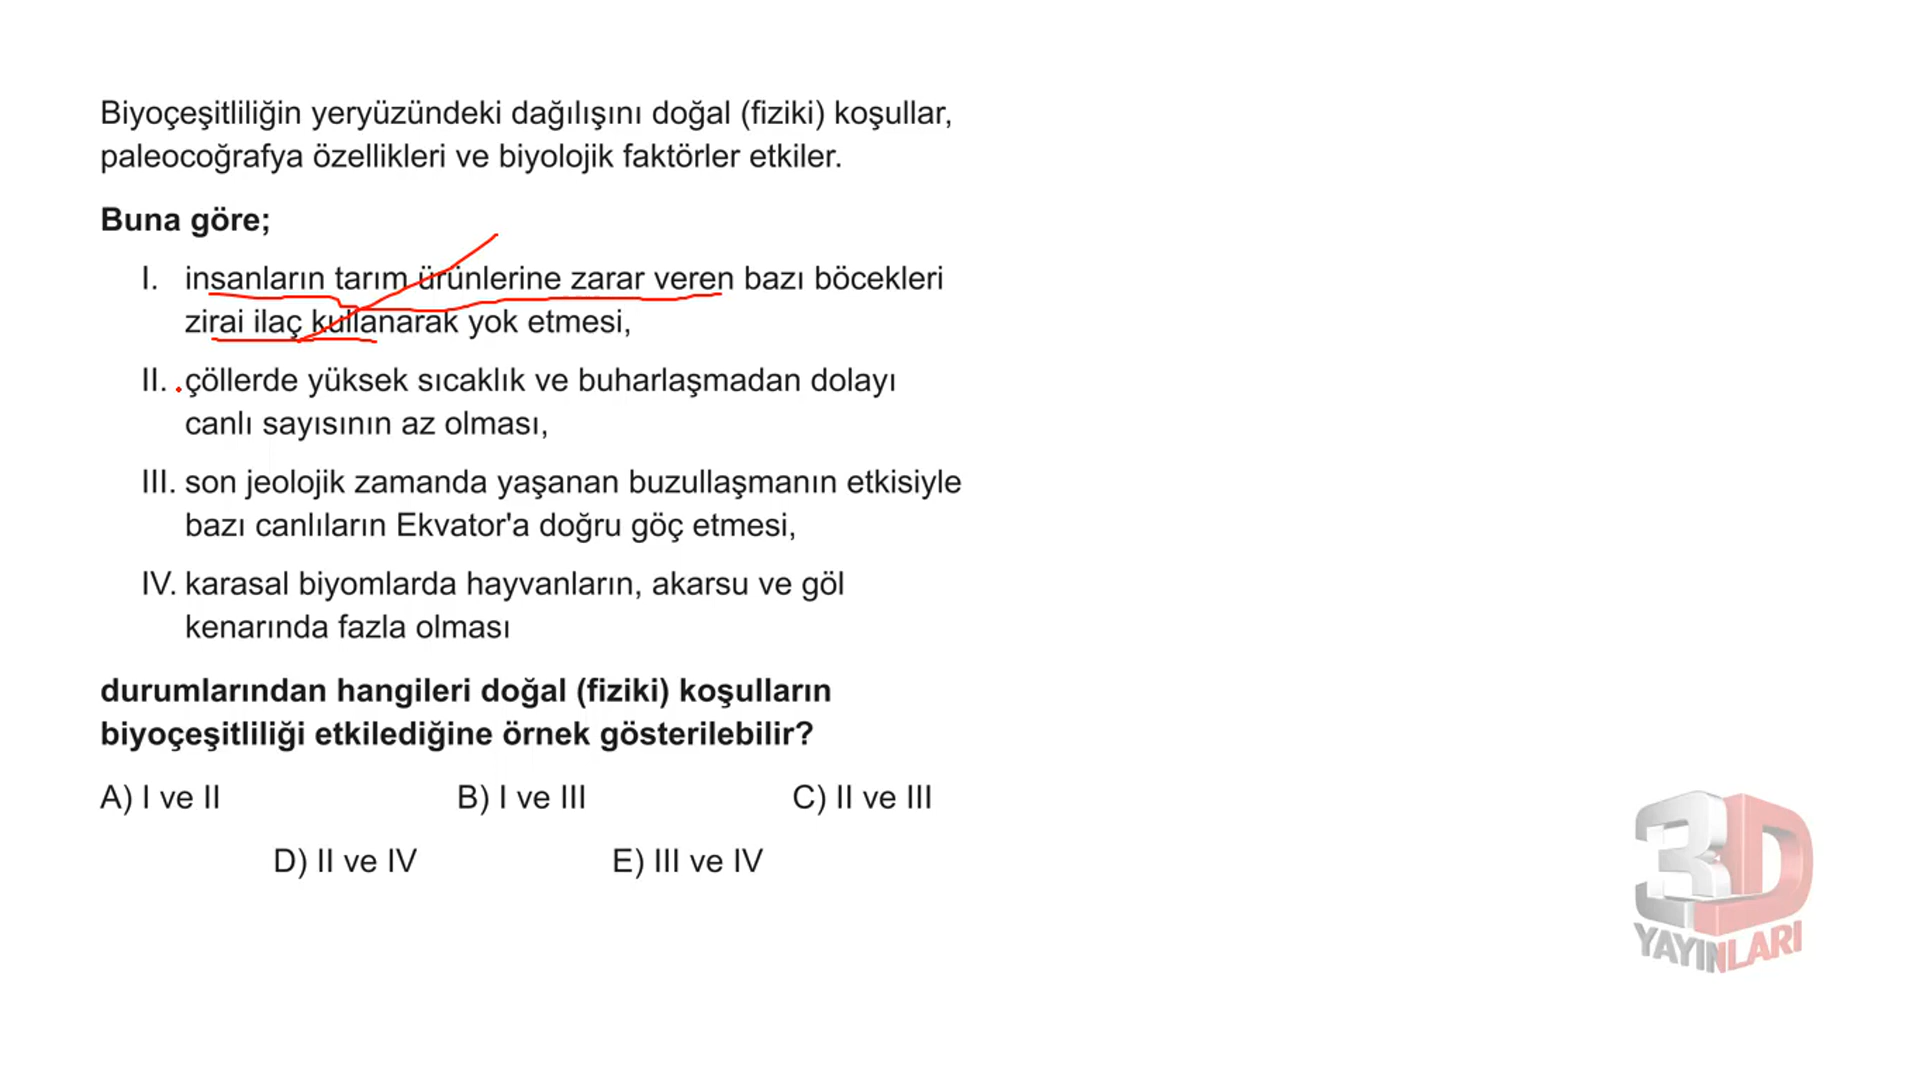 Biyoçeşitliliğin yeryüzündeki dağılışını doğal (fiziki) koşullar,
paleocoğrafya özellikleri ve biyolojik faktörler etkiler.
Buna göre;
I. insanların tarım ürünlerine zarar veren bazı böcekleri
zirai ilaç kullanarak yok etmesi,
II. çöllerde yüksek sıcaklık ve buharlaşmadan dolayı
canlı sayısının az olması,
III. son jeolojik zamanda yaşanan buzullaşmanın etkisiyle
bazı canlıların Ekvator'a doğru göç etmesi,
IV. karasal biyomlarda hayvanların, akarsu ve göl
kenarında fazla olması
durumlarından hangileri doğal (fiziki) koşulların
biyoçeşitliliği etkilediğine örnek gösterilebilir?
A) I ve II B) I ve III C) II ve III
D) II ve IV E) III ve IV
3D
YAYINLARI